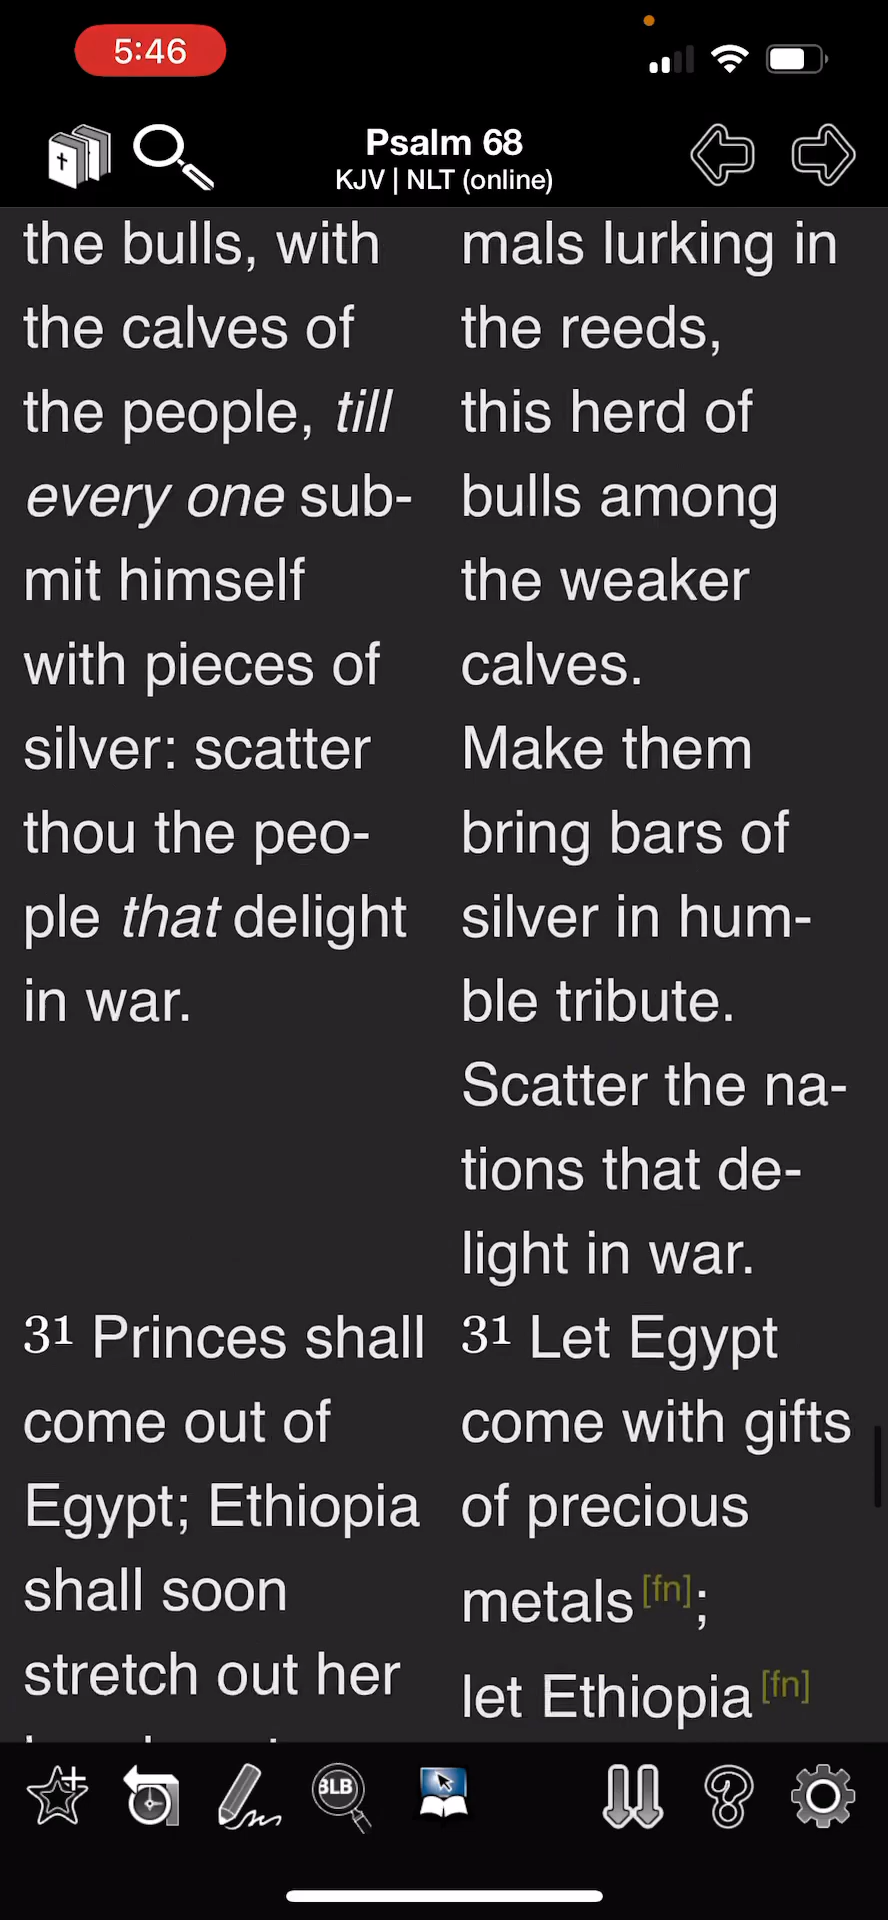 5:46
Psalm 68
KJV | NLT (online)
the bulls, with
the calves of
the people, till
every one sub-
mit himself
with pieces of
silver: scatter
thou the peo-
ple that delight
in war.
31 Princes shall
come out of
Egypt; Ethiopia
shall soon
stretch out her
mals lurking in
the reeds,
this herd of
bulls among
the weaker
calves.
Make them
bring bars of
silver in hum-
ble tribute.
Scatter the na-
tions that de-
light in war.
31 Let Egypt
come with gifts
of precious
metals [fn];
let Ethiopia [fn]
BLB